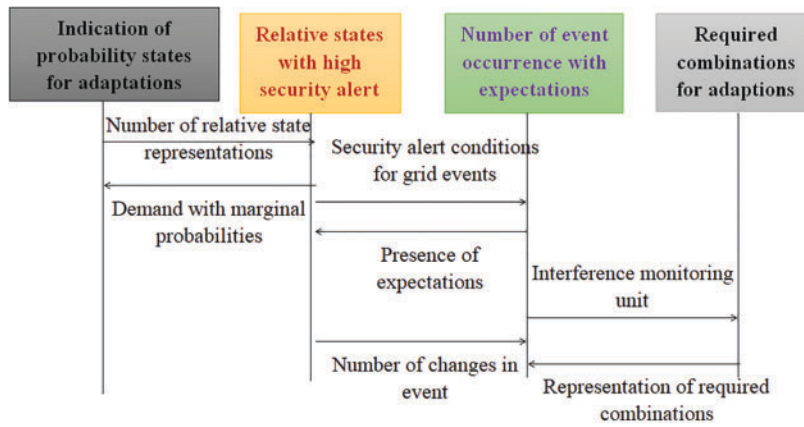 Indication of
probability states
for adaptations
Relative states
with high
security alert
Number of event
occurrence with
expectations
Required
combinations
for adaptions
Number of relative state
representations
Security alert conditions
for grid events
Demand with marginal
probabilities
Presence of
expectations
Interference monitoring
unit
Number of changes in
event
Representation of required
combinations